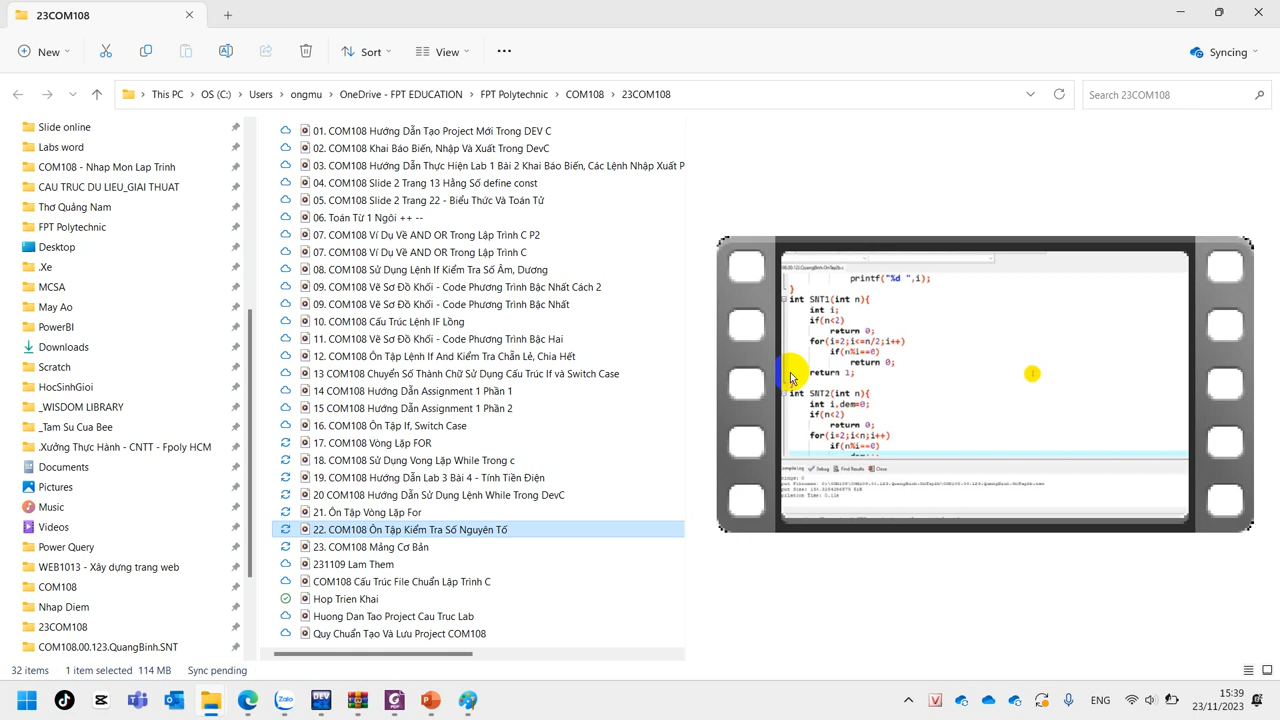 23COM108
New
Sort
View
Syncing
This PC
OS (C:)
Users
ongmu
OneDrive - FPT EDUCATION
FPT Polytechnic
COM108
23COM108
Search 23COM108
Slide online
Labs word
COM108 - Nhap Mon Lap Trinh
CAU TRUC DU LIEU_GIAI THUAT
Thơ Quảng Nam
FPT Polytechnic
Desktop
.Xe
MCSA
May Ao
PowerBI
Downloads
Scratch
HocSinhGioi
_WISDOM LIBRARY
_Tam Su Cua Bee
.Xưởng Thực Hành - CNTT - Fpoly HCM
Documents
Pictures
Music
Videos
Power Query
WEB1013 - Xây dựng trang web
COM108
Nhap Diem
23COM108
COM108.00.123.QuangBinh.SNT
01. COM108 Hướng Dẫn Tạo Project Mới Trong DEV C
02. COM108 Khai Báo Biến, Nhập Và Xuất Trong DevC
03. COM108 Hướng Dẫn Thực Hiện Lab 1 Bài 2 Khai Báo Biến, Các Lệnh Nhập Xuất P
04. COM108 Slide 2 Trang 13 Hằng Số define const
05. COM108 Slide 2 Trang 22 - Biểu Thức Và Toán Tử
06. Toán Từ 1 Ngôi ++ --
07. COM108 Ví Dụ Về AND OR Trong Lập Trình C P2
07. COM108 Ví Dụ Về AND OR Trong Lập Trình C
08. COM108 Sử Dụng Lệnh If Kiểm Tra Số Âm, Dương
09. COM108 Vẽ Sơ Đồ Khối - Code Phương Trình Bậc Nhất Cách 2
09. COM108 Vẽ Sơ Đồ Khối - Code Phương Trình Bậc Nhất
10. COM108 Cấu Trúc Lệnh IF Lồng
11. COM108 Vẽ Sơ Đồ Khối - Code Phương Trình Bậc Hai
12. COM108 Ôn Tập Lệnh If And Kiểm Tra Chẵn Lẻ, Chia Hết
13 COM108 Chuyển Số Thành Chữ Sử Dụng Cấu Trúc If và Switch Case
14 COM108 Hướng Dẫn Assignment 1 Phần 1
15 COM108 Hướng Dẫn Assignment 1 Phần 2
16. COM108 Ôn Tập If, Switch Case
17. COM108 Vòng Lặp FOR
18. COM108 Sử Dụng Vong Lặp While Trong c
19. COM108 Hướng Dẫn Lab 3 Bài 4 - Tính Tiền Điện
20 COM108 Hướng Dẫn Sử Dụng Lệnh While Trong DevC
21. Ôn Tập Vòng Lặp For
22. COM108 Ôn Tập Kiểm Tra Số Nguyên Tố
23. COM108 Mảng Cơ Bản
231109 Lam Them
COM108 Cấu Trúc File Chuẩn Lập Trình C
Họp Trien Khai
Huong Dan Tao Project Cau Truc Lab
Quy Chuẩn Tạo Và Lưu Project COM108
printf("%d ",i);
}
int SNT1(int n){
int i;
if(n<2)
return 0;
for(i=2;i<=n/2;i++)
if(n%i==0)
return 0;
return 1;
int SNT2(int n){
int i,dem=0;
if(n<2)
return 0;
for(i=2;i<n;i++)
if(n%i==0)
Debug
Find Results
Close
32 items
1 item selected 114 MB
Sync pending
Zalo
DEV
ENG
15:39
23/11/2023